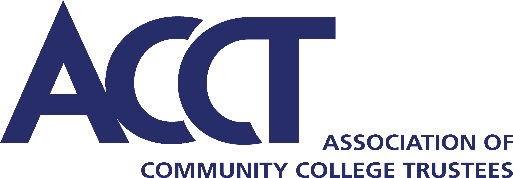 ACCT
ASSOCIATION OF
COMMUNITY COLLEGE TRUSTEES